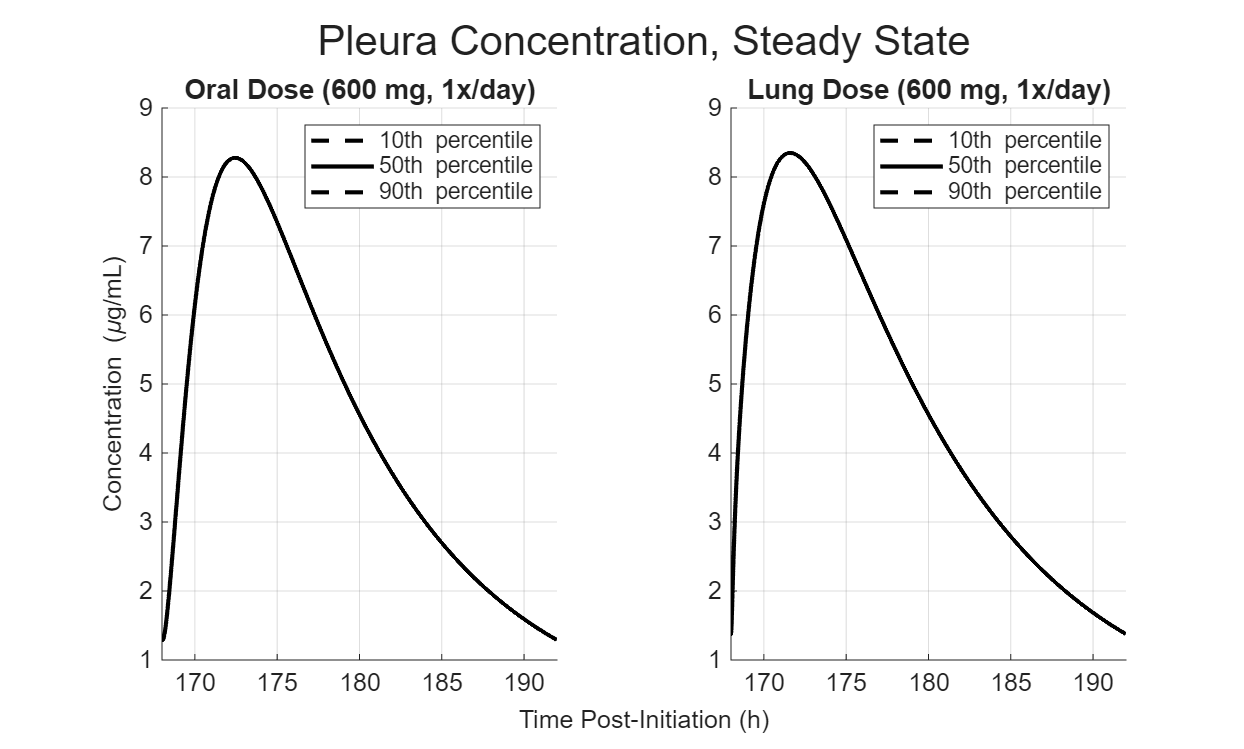 Pleura Concentration, Steady State
Oral Dose (600 mg, 1x/day)
9
8
7
6
5
4
3
2
1
Concentration (μg/mL)
10th percentile
50th percentile
90th percentile
170 175 180 185 190
Lung Dose (600 mg, 1x/day)
9
8
7
6
5
4
3
2
1
10th percentile
50th percentile
90th percentile
170 175 180 185 190
Time Post-Initiation (h)